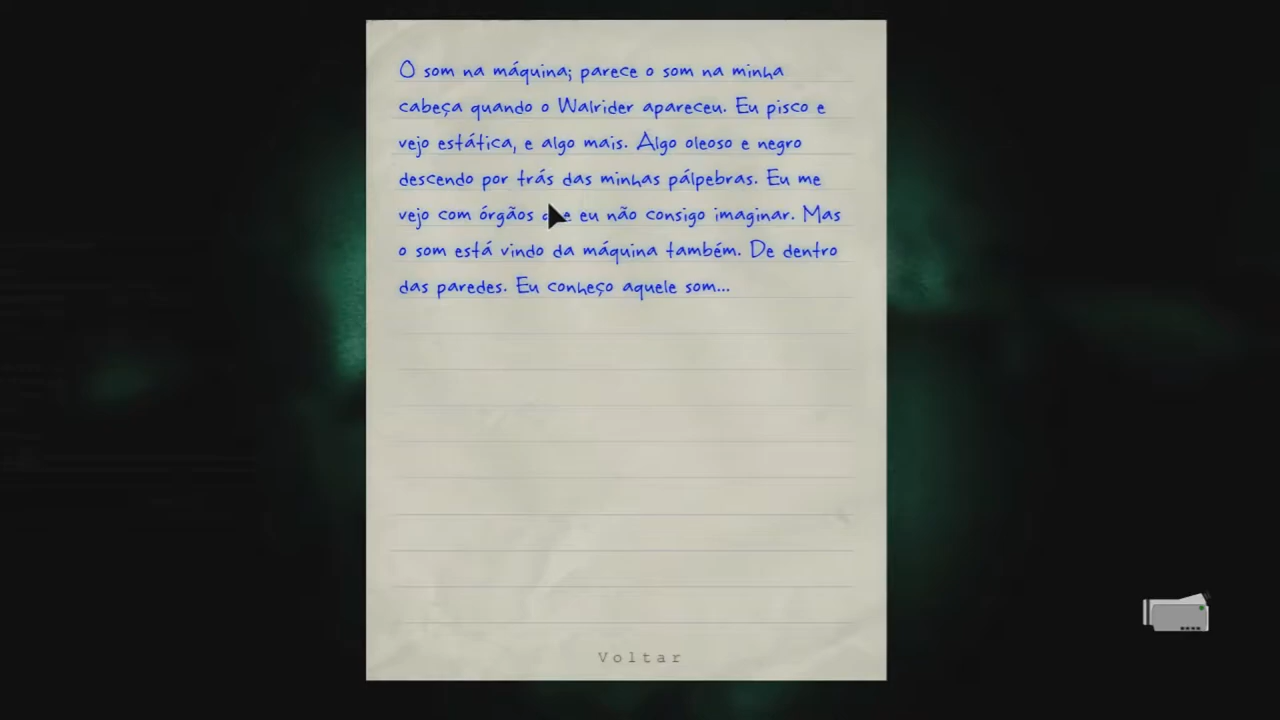 O som na máquina; parece o som na minha
cabeça quando o Walrider apareceu. Eu pisco e
vejo estática, e algo mais. Algo oleoso e negro
descendo por trás das minhas pálpebras. Eu me
vejo com órgãos que eu não consigo imaginar. Mas
o som está vindo da máquina também. De dentro
das paredes. Eu conheço aquele som...
Voltar